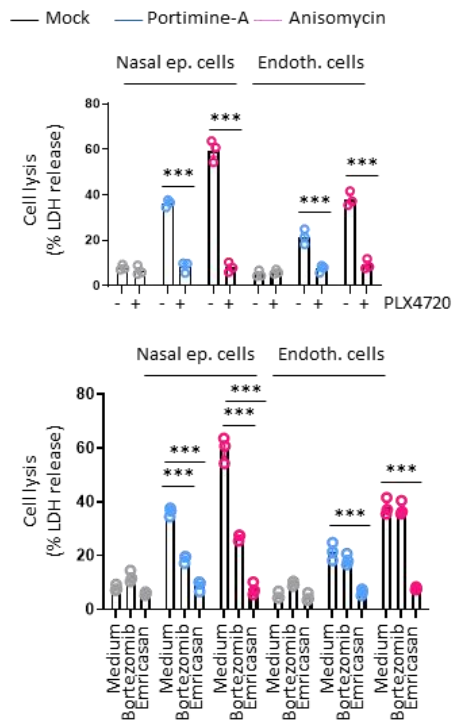 Mock Portimine-A Anisomycin
Nasal ep. cells Endoth. cells
80
60
40
20
0
Cell lysis
(% LDH release)
*** *** *** ***
- + - + - + - + - + - + PLX4720
Nasal ep. cells Endoth. cells
80
60
40
20
0
Cell lysis
(% LDH release)
***
***
***
***
***
***
Medium
Bortezomib
Emricasan
Medium
Bortezomib
Emricasan
Medium
Bortezomib
Emricasan
Medium
Bortezomib
Emricasan
Medium
Bortezomib
Emricasan
Medium
Bortezomib
Emricasan